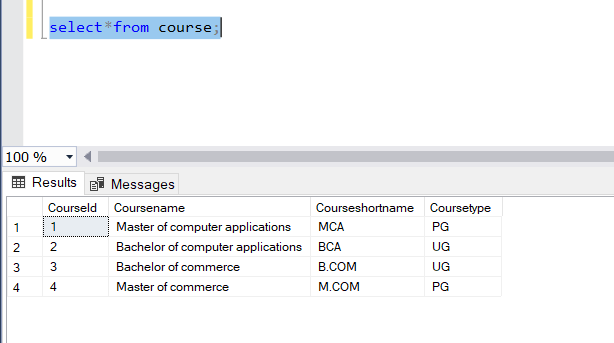 select*from course;
100 %
Results Messages
CourseId Coursename Courseshortname Coursetype
1 1 Master of computer applications MCA PG
2 2 Bachelor of computer applications BCA UG
3 3 Bachelor of commerce B.COM UG
4 4 Master of commerce M.COM PG